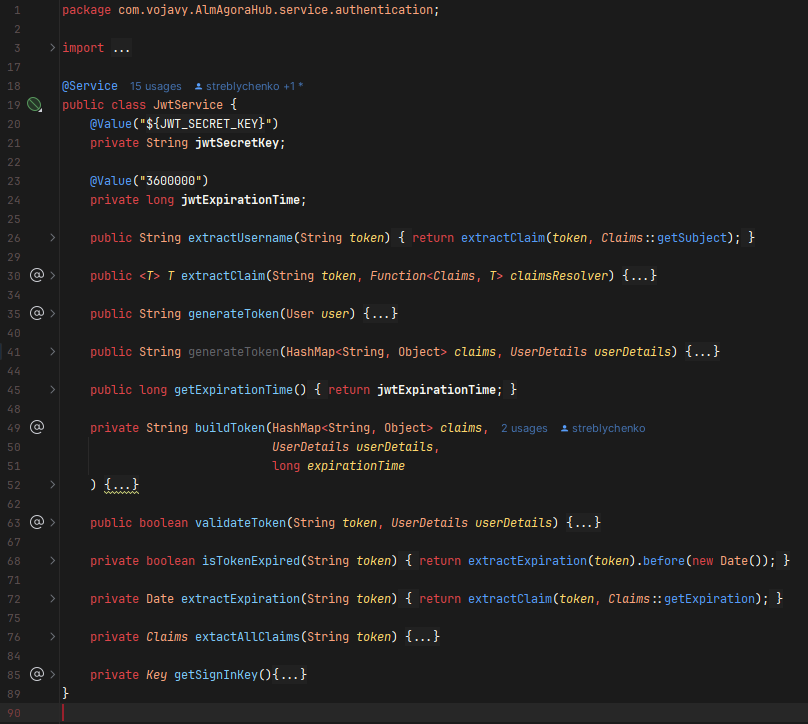 1 package com.vojavy.AlmAgoraHub.service.authentication;
2
3 import ...
17
18 @Service 15 usages streblychenko +1 *
19 public class JwtService {
20 @Value("${JWT_SECRET_KEY}")
21 private String jwtSecretKey;
22
23 @Value("3600000")
24 private long jwtExpirationTime;
25
26 public String extractUsername(String token) { return extractClaim(token, Claims::getSubject); }
29
30 @ public <T> T extractClaim(String token, Function<Claims, T> claimsResolver) {...}
34
35 @ public String generateToken(User user) {...}
40
41 public String generateToken(HashMap<String, Object> claims, UserDetails userDetails) {...}
44
45 public long getExpirationTime() { return jwtExpirationTime; }
48
49 @ private String buildToken(HashMap<String, Object> claims, 2 usages streblychenko
50 UserDetails userDetails,
51 long expirationTime
52 ) {...}
62
63 @ public boolean validateToken(String token, UserDetails userDetails) {...}
67
68 private boolean isTokenExpired(String token) { return extractExpiration(token).before(new Date()); }
71
72 private Date extractExpiration(String token) { return extractClaim(token, Claims::getExpiration); }
75
76 private Claims extactAllClaims(String token) {...}
84
85 @ private Key getSignInKey(){...}
89 }
90